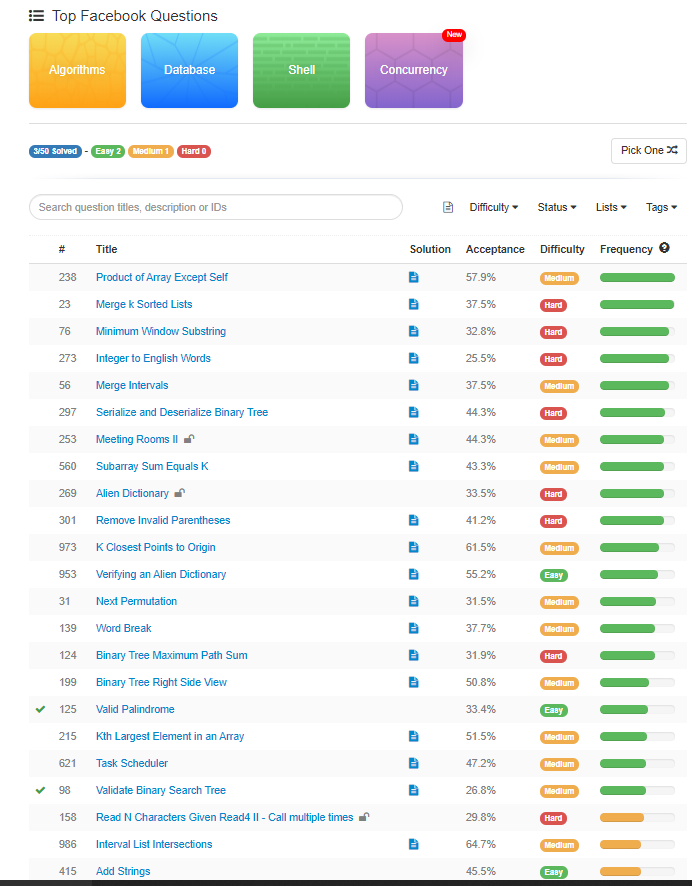 Top Facebook Questions
New
Algorithms Database Shell Concurrency
3/50 Solved - Easy 2 Medium 1 Hard 0 Pick One
Search question titles, description or IDs Difficulty Status Lists Tags
# Title Solution Acceptance Difficulty Frequency ?
238 Product of Array Except Self 57.9% Medium
23 Merge k Sorted Lists 37.5% Hard
76 Minimum Window Substring 32.8% Hard
273 Integer to English Words 25.5% Hard
56 Merge Intervals 37.5% Medium
297 Serialize and Deserialize Binary Tree 44.3% Hard
253 Meeting Rooms II 44.3% Medium
560 Subarray Sum Equals K 43.3% Medium
269 Alien Dictionary 33.5% Hard
301 Remove Invalid Parentheses 41.2% Hard
973 K Closest Points to Origin 61.5% Medium
953 Verifying an Alien Dictionary 55.2% Easy
31 Next Permutation 31.5% Medium
139 Word Break 37.7% Medium
124 Binary Tree Maximum Path Sum 31.9% Hard
199 Binary Tree Right Side View 50.8% Medium
125 Valid Palindrome 33.4% Easy
215 Kth Largest Element in an Array 51.5% Medium
621 Task Scheduler 47.2% Medium
98 Validate Binary Search Tree 26.8% Medium
158 Read N Characters Given Read4 II - Call multiple times 29.8% Hard
986 Interval List Intersections 64.7% Medium
415 Add Strings 45.5% Easy